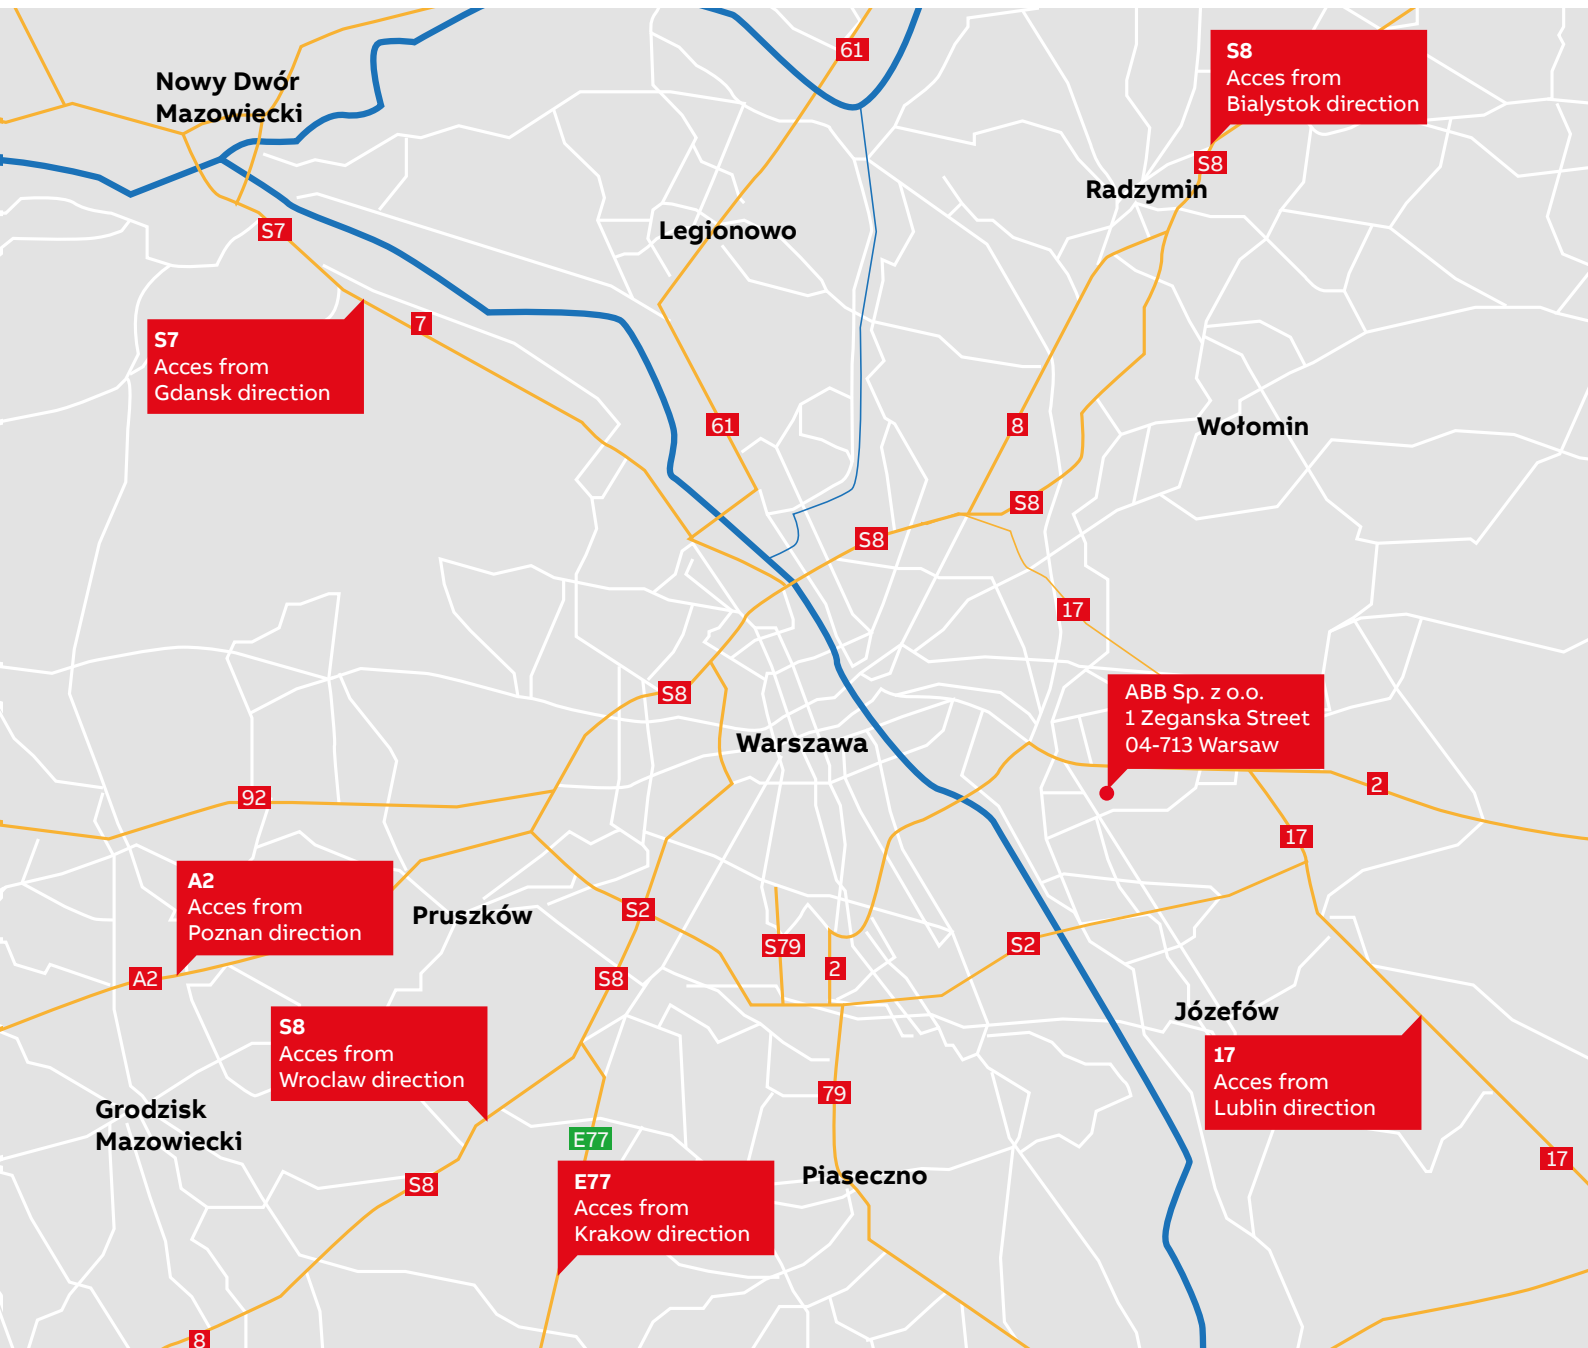 61
S8
Acces from
Bialystok direction
Nowy Dwór
Mazowiecki
S8
Radzymin
S7
Legionowo
7
S7
Acces from
Gdansk direction
61
8
Wołomin
S8
S8
17
S8
ABB Sp. z o.o.
1 Zeganska Street
04-713 Warsaw
Warszawa
92
2
17
A2
Acces from
Poznan direction
Pruszków
S2
S79
S2
2
A2
S8
S8
Acces from
Wroclaw direction
Józefów
17
Acces from
Lublin direction
79
Grodzisk
Mazowiecki
E77
17
S8
E77
Acces from
Krakow direction
Piaseczno
8